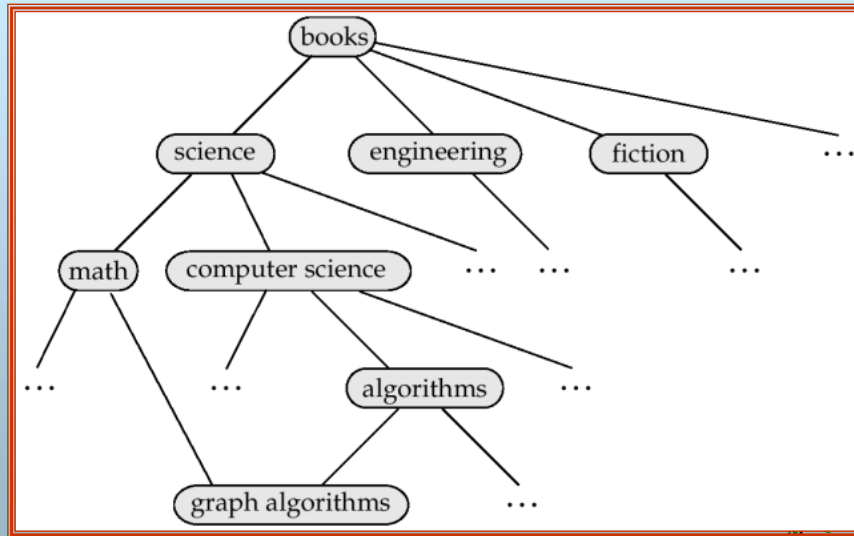 books
science engineering fiction ...
math computer science ... ... ...
... ... algorithms ...
graph algorithms ...